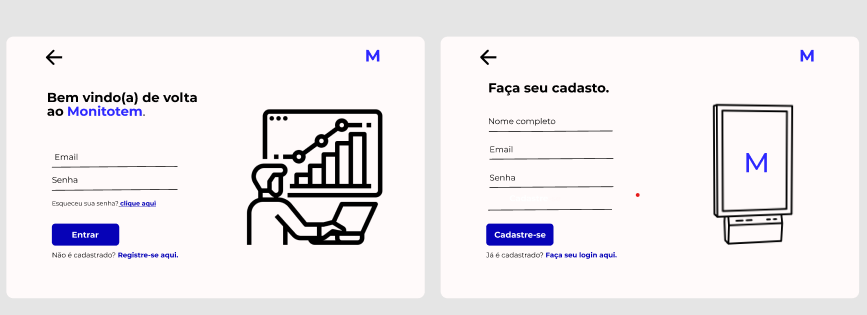 M
Bem vindo(a) de volta
ao Monitotem.
Email
Senha
Esqueceu sua senha? clique aqui
Entrar
Não é cadastrado? Registre-se aqui.
M
Faça seu cadasto.
Nome completo
Email
Senha
M
Cadastre-se
Já é cadastrado? Faça seu login aqui.